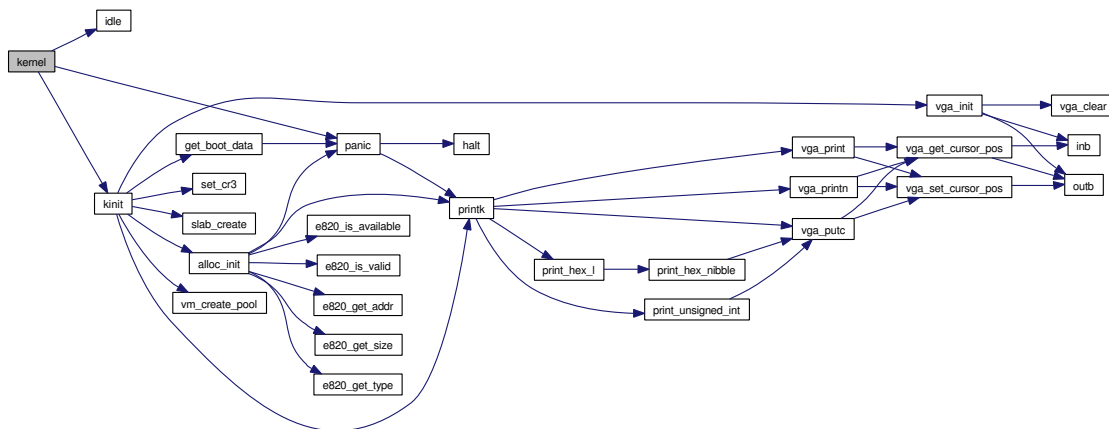 idle
kernel
vga_init
vga_clear
get_boot_data
panic
halt
vga_print
vga_get_cursor_pos
inb
set_cr3
vga_printn
vga_set_cursor_pos
outb
kinit
printk
slab_create
e820_is_available
vga_putc
alloc_init
e820_is_valid
print_hex_l
print_hex_nibble
vm_create_pool
e820_get_addr
print_unsigned_int
e820_get_size
e820_get_type